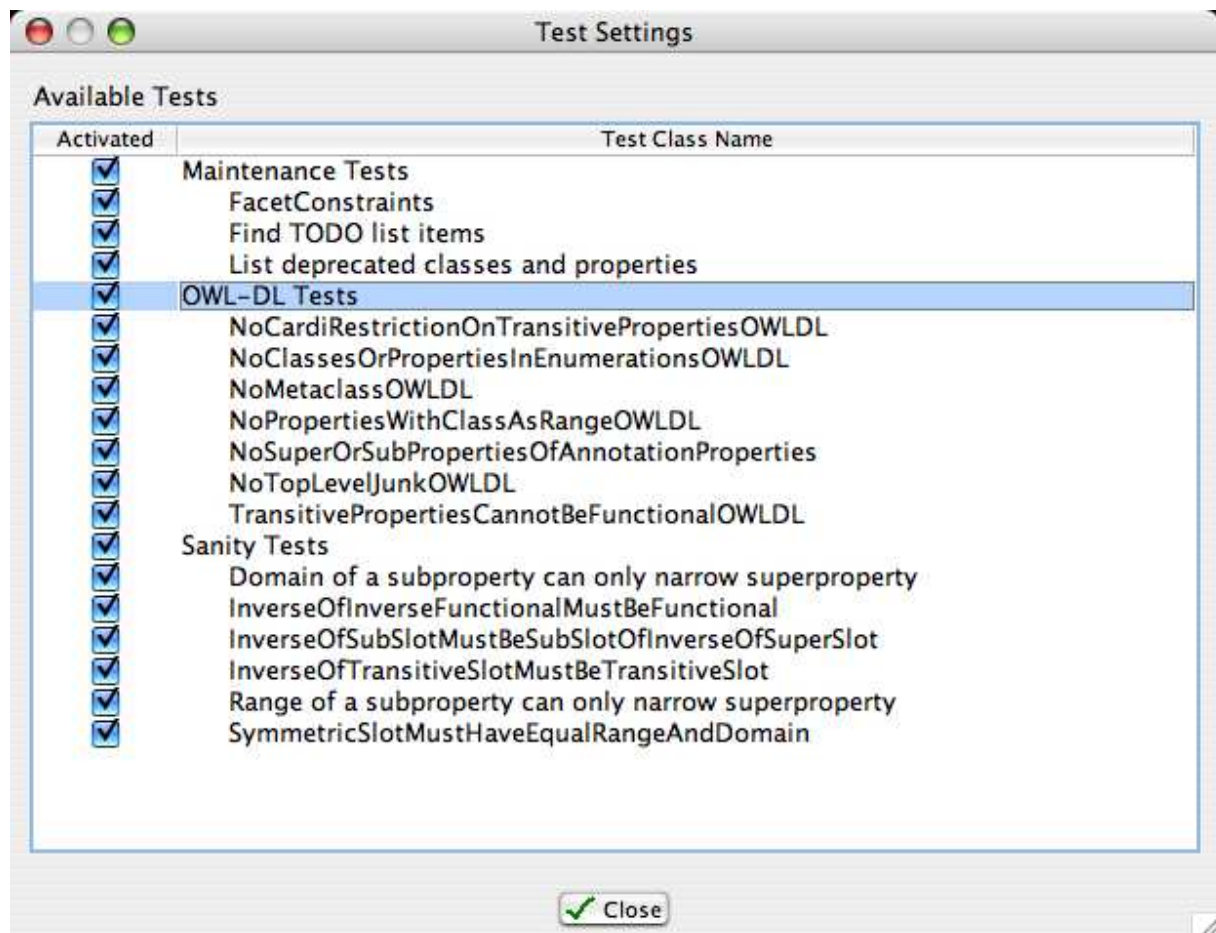 Test Settings
Available Tests
Activated Test Class Name
Maintenance Tests
FacetConstraints
Find TODO list items
List deprecated classes and properties
OWL-DL Tests
NoCardiRestrictionOnTransitivePropertiesOWLDL
NoClassesOrPropertiesInEnumerationsOWLDL
NoMetaclassOWLDL
NoPropertiesWithClassAsRangeOWLDL
NoSuperOrSubPropertiesOfAnnotationProperties
NoTopLevelJunkOWLDL
TransitivePropertiesCannotBeFunctionalOWLDL
Sanity Tests
Domain of a subproperty can only narrow superproperty
InverseOfInverseFunctionalMustBeFunctional
InverseOfSubSlotMustBeSubSlotOfInverseOfSuperSlot
InverseOfTransitiveSlotMustBeTransitiveSlot
Range of a subproperty can only narrow superproperty
SymmetricSlotMustHaveEqualRangeAndDomain
Close